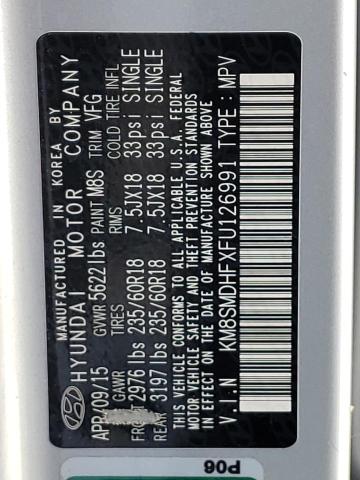 MANUFACTURED IN KOREA BY
HYUNDAI MOTOR COMPANY
APR/09/15 GVWR 5622 lbs PAINT M8S TRIM VFG
GAWR TIRES RIMS COLD TIRE INFL
FRONT 2976 lbs 235/60R18 7.5JX18 33psi SINGLE
REAR 3197 lbs 235/60R18 7.5JX18 33psi SINGLE
THIS VEHICLE CONFORMS TO ALL APPLICABLE U.S.A. FEDERAL
MOTOR VEHICLE SAFETY AND THEFT PREVENTION STANDARDS
IN EFFECT ON THE DATE OF MANUFACTURE SHOWN ABOVE
V.I.N : KM8SMDHFXFU126991 TYPE : MPV
P06